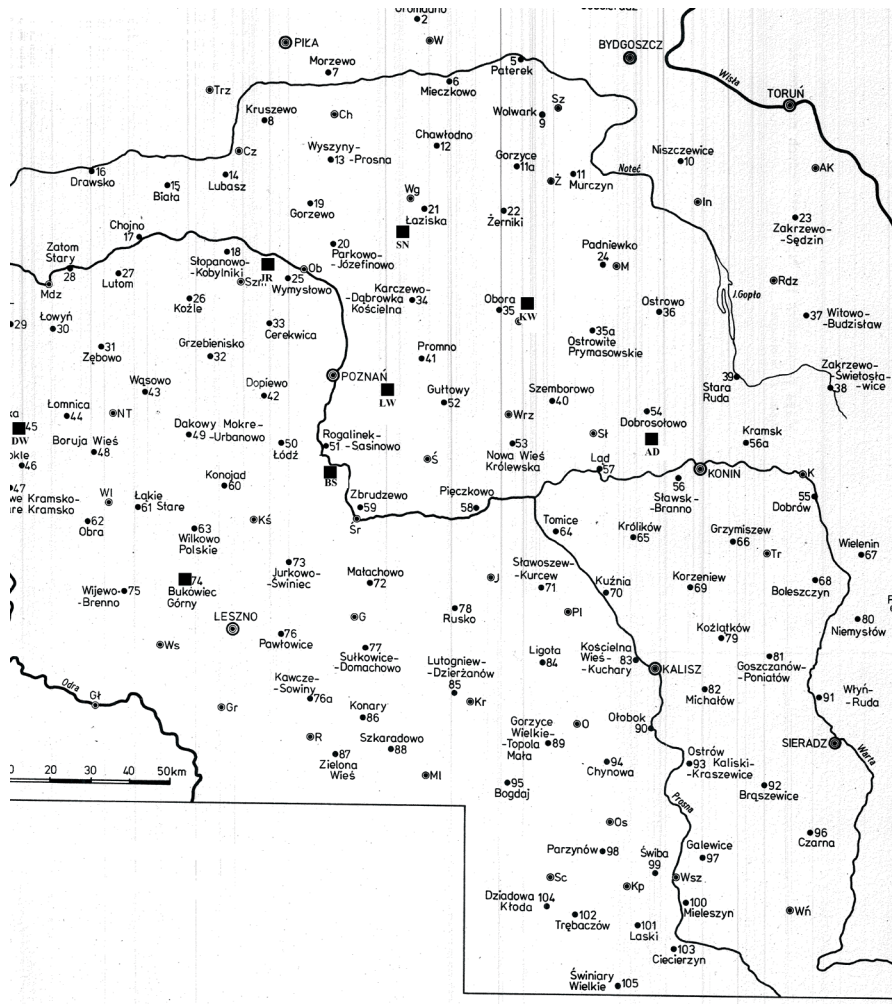 2
W
PIŁA
BYDGOSZCZ
Morzewo
7
5
Paterek
6
Mieczkowo
Wisła
TORUŃ
Trz
Kruszewo
8
Ch
Wolwark
9
Sz
Cz
Wyszyny-
13 -Prosna
Chawłodno
12
Gorzyce
11a
11
Murczyn
Noteć
Niszczewice
10
AK
16
Drawsko
15
Biała
14
Lubasz
Ż
Wg
In
19
Gorzewo
21
Łaziska
22
Żerniki
23
Zakrzewo-
-Sędzin
Chojno
17
SN
Zatom
Stary
28
27
Lutom
18
Słopanowo-
-Kobylniki
JR
20
Parkowo-
-Józefinowo
Padniewko
24
M
Ob
25
Wymysłowo
Szm
Rdz
Mdz
J.Gopło
26
Koźle
Karczewo-
-Dąbrowka
Kościelna
34
Obora
35
KW
Ostrowo
36
37
Witowo-
-Budzisław
29
Łowyń
30
33
Cerekwica
35a
Ostrowite
Prymasowskie
31
Zębowo
Grzebienisko
32
Promno
41
POZNAŃ
39
Stara
Ruda
Zakrzewo-
-Świetosła-
-wice
38
Wąsowo
43
Dopiewo
42
LW
Gułtowy
52
Szemborowo
40
Łomnica
44
NT
Wrz
54
Dobrosołowo
45
DW
Dakowy Mokre-
49 -Urbanowo
50
Łódź
Rogalinek-
51 -Sasinowo
53
Nowa Wieś
Królewska
Sł
AD
Kramsk
56a
Boruja Wieś
48
46
BS
Ś
Ląd
57
KONIN
K
47
Konojad
60
56
Sławsk-
-Branno
55
Dobrów
Wl
Łąkie
61 Stare
Zbrudzewo
59
Pięczkowo
58
62
Obra
63
Wilkowo
Polskie
Kś
Śr
Tomice
64
Królików
65
Grzymiszew
66
Tr
Wielenin
67
73
Jurkowo-
-Świniec
Małachowo
72
J
Sławoszew-
-Kurcew
71
Kuźnia
70
Korzeniew
69
68
Boleszczyn
Wijewo-
-Brenno
75
74
Bukówiec
Górny
LESZNO
G
78
Rusko
Pl
80
Niemysłów
Ws
76
Pawłowice
77
Sułkowice-
-Domachowo
Koźlątków
79
Ligota
84
Kościelna
Wieś-
83 -Kuchary
KALISZ
81
Goszczanów-
-Poniatów
Odra
Gł
Gr
Kawcze-
-Sowiny
76a
Lutogniew-
-Dzierżanów
85
Kr
82
Michałów
91
Włyń-
-Ruda
Konary
86
R
Gorzyce
Wielkie-
-Topola
89 Mała
O
Ołobok
90
SIERADZ
Warta
87
Zielona
Wieś
Szkaradowo
88
Ml
94
Chynowa
Ostrów
93 Kaliski-
-Kraszewice
0 10 20 30 40 50km
95
Bogdaj
92
Brąszewice
Prosna
Os
96
Czarna
Parzynów 98
Galewice
97
Świba
99
Sc
Kp
Wsz
Dziadowa 104
Kłoda
102
Trębaczów
100
Mieleszyn
Wń
101
Laski
103
Ciecierzyn
Świniary
Wielkie 105